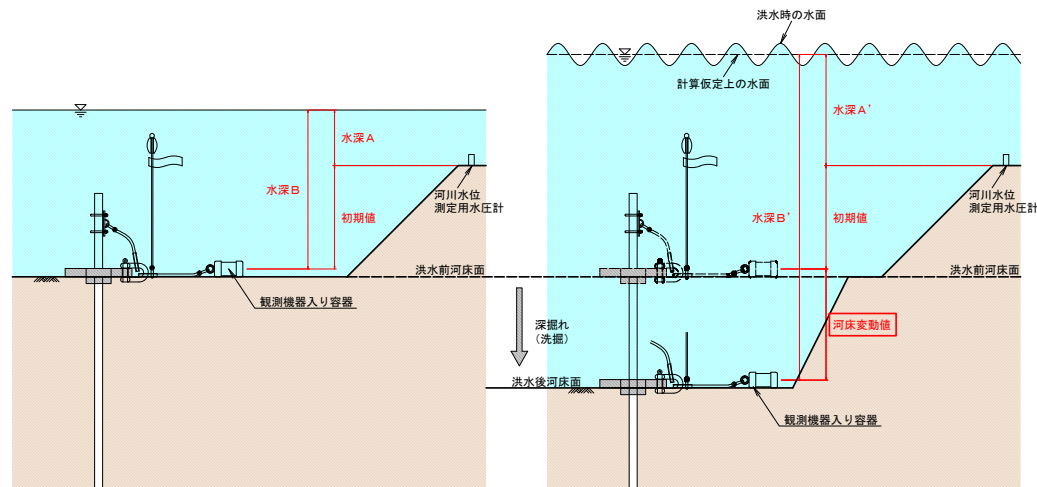 水深A
水深B
初期値
河川水位
測定用水圧計
洪水前河床面
観測機器入り容器
洪水時の水面
計算仮定上の水面
水深A'
水深B'
初期値
河川水位
測定用水圧計
洪水前河床面
深掘れ
(洗掘)
河床変動値
洪水後河床面
観測機器入り容器